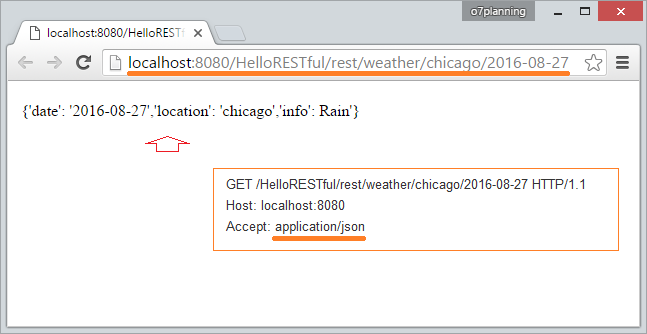 o7planning
localhost:8080/HelloREST
localhost:8080/HelloRESTful/rest/weather/chicago/2016-08-27
{'date': '2016-08-27','location': 'chicago','info': Rain'}
GET /HelloRESTful/rest/weather/chicago/2016-08-27 HTTP/1.1
Host: localhost:8080
Accept: application/json